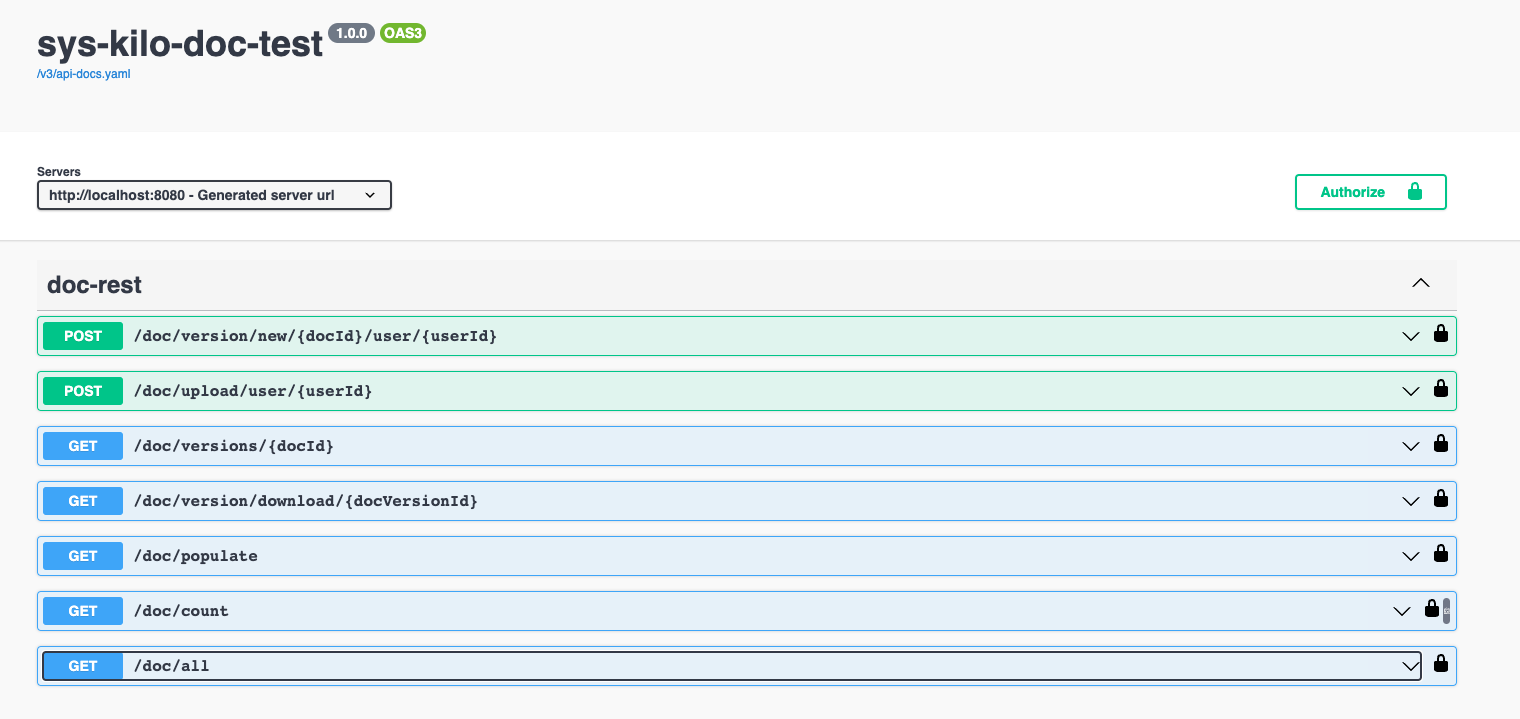 sys-kilo-doc-test 1.0.0 OAS3
/v3/api-docs.yaml
Servers
http://localhost:8080 - Generated server url
Authorize
doc-rest
POST /doc/version/new/{docId}/user/{userId}
POST /doc/upload/user/{userId}
GET /doc/versions/{docId}
GET /doc/version/download/{docVersionId}
GET /doc/populate
GET /doc/count
GET /doc/all